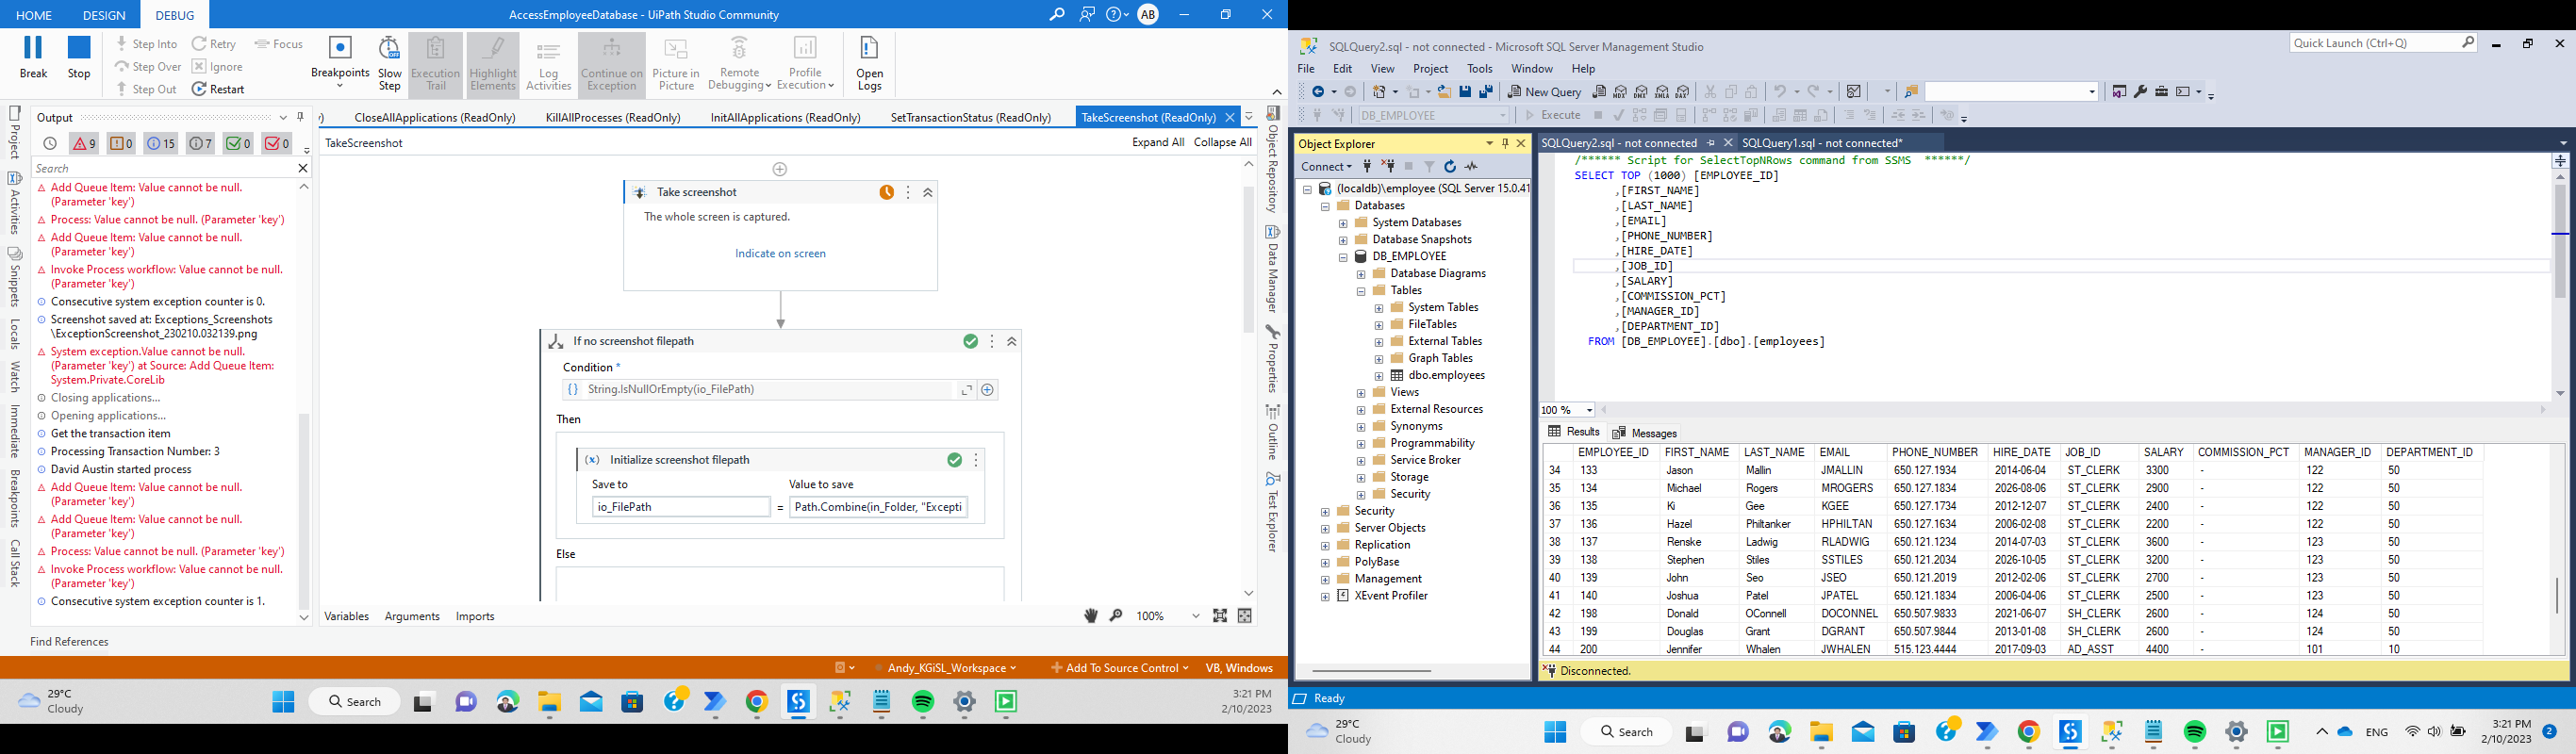 HOME DESIGN DEBUG AccessEmployeeDatabase - UiPath Studio Community AB
Break Stop Step Into Step Over Step Out Retry Ignore Restart Focus Breakpoints Slow Step Execution Trail Highlight Elements Log Activities Continue on Exception Picture in Picture Remote Debugging Profile Execution Open Logs
Output
CloseAllApplications (ReadOnly) KillAllProcesses (ReadOnly) InitAllApplications (ReadOnly) SetTransactionStatus (ReadOnly) TakeScreenshot (ReadOnly)
9 0 15 7 0 0
TakeScreenshot Expand All Collapse All
Search
Project
Activities
Snippets
Locals
Watch
Immediate
Breakpoints
Call Stack
Add Queue Item: Value cannot be null.
(Parameter 'key')
Process: Value cannot be null. (Parameter 'key')
Add Queue Item: Value cannot be null.
(Parameter 'key')
Invoke Process workflow: Value cannot be null.
(Parameter 'key')
Consecutive system exception counter is 0.
Screenshot saved at: Exceptions_Screenshots
\ExceptionScreenshot_230210.032139.png
System exception.Value cannot be null.
(Parameter 'key') at Source: Add Queue Item:
System.Private.CoreLib
Closing applications...
Opening applications...
Get the transaction item
Processing Transaction Number: 3
David Austin started process
Add Queue Item: Value cannot be null.
(Parameter 'key')
Add Queue Item: Value cannot be null.
(Parameter 'key')
Process: Value cannot be null. (Parameter 'key')
Invoke Process workflow: Value cannot be null.
(Parameter 'key')
Consecutive system exception counter is 1.
Find References
Take screenshot
The whole screen is captured.
Indicate on screen
If no screenshot filepath
Condition *
String.IsNullOrEmpty(io_FilePath)
Then
Initialize screenshot filepath
Save to Value to save
io_FilePath = Path.Combine(in_Folder, "Excepti
Else
Variables Arguments Imports 100%
Object Repository
Data Manager
Properties
Outline
Test Explorer
Andy_KGiSL_Workspace Add To Source Control VB, Windows
29°C
Cloudy
Search
3:21 PM
2/10/2023
SQLQuery2.sql - not connected - Microsoft SQL Server Management Studio Quick Launch (Ctrl+Q)
File Edit View Project Tools Window Help
New Query MDX DMX XMLA DAX
DB_EMPLOYEE Execute
Object Explorer
Connect
(localdb)\employee (SQL Server 15.0.41
Databases
System Databases
Database Snapshots
DB_EMPLOYEE
Database Diagrams
Tables
System Tables
FileTables
External Tables
Graph Tables
dbo.employees
Views
External Resources
Synonyms
Programmability
Service Broker
Storage
Security
Security
Server Objects
Replication
PolyBase
Management
XEvent Profiler
SQLQuery2.sql - not connected SQLQuery1.sql - not connected*
/****** Script for SelectTopNRows command from SSMS ******/
SELECT TOP (1000) [EMPLOYEE_ID]
,[FIRST_NAME]
,[LAST_NAME]
,[EMAIL]
,[PHONE_NUMBER]
,[HIRE_DATE]
,[JOB_ID]
,[SALARY]
,[COMMISSION_PCT]
,[MANAGER_ID]
,[DEPARTMENT_ID]
FROM [DB_EMPLOYEE].[dbo].[employees]
100 %
Results Messages
EMPLOYEE_ID FIRST_NAME LAST_NAME EMAIL PHONE_NUMBER HIRE_DATE JOB_ID SALARY COMMISSION_PCT MANAGER_ID DEPARTMENT_ID
34 133 Jason Mallin JMALLIN 650.127.1934 2014-06-04 ST_CLERK 3300 - 122 50
35 134 Michael Rogers MROGERS 650.127.1834 2026-08-06 ST_CLERK 2900 - 122 50
36 135 Ki Gee KGEE 650.127.1734 2012-12-07 ST_CLERK 2400 - 122 50
37 136 Hazel Philtanker HPHILTAN 650.127.1634 2006-02-08 ST_CLERK 2200 - 122 50
38 137 Renske Ladwig RLADWIG 650.121.1234 2014-07-03 ST_CLERK 3600 - 123 50
39 138 Stephen Stiles SSTILES 650.121.2034 2026-10-05 ST_CLERK 3200 - 123 50
40 139 John Seo JSEO 650.121.2019 2012-02-06 ST_CLERK 2700 - 123 50
41 140 Joshua Patel JPATEL 650.121.1834 2006-04-06 ST_CLERK 2500 - 123 50
42 198 Donald OConnell DOCONNEL 650.507.9833 2021-06-07 SH_CLERK 2600 - 124 50
43 199 Douglas Grant DGRANT 650.507.9844 2013-01-08 SH_CLERK 2600 - 124 50
44 200 Jennifer Whalen JWHALEN 515.123.4444 2017-09-03 AD_ASST 4400 - 101 10
Disconnected.
Ready
29°C
Cloudy
Search
ENG
3:21 PM
2/10/2023
2